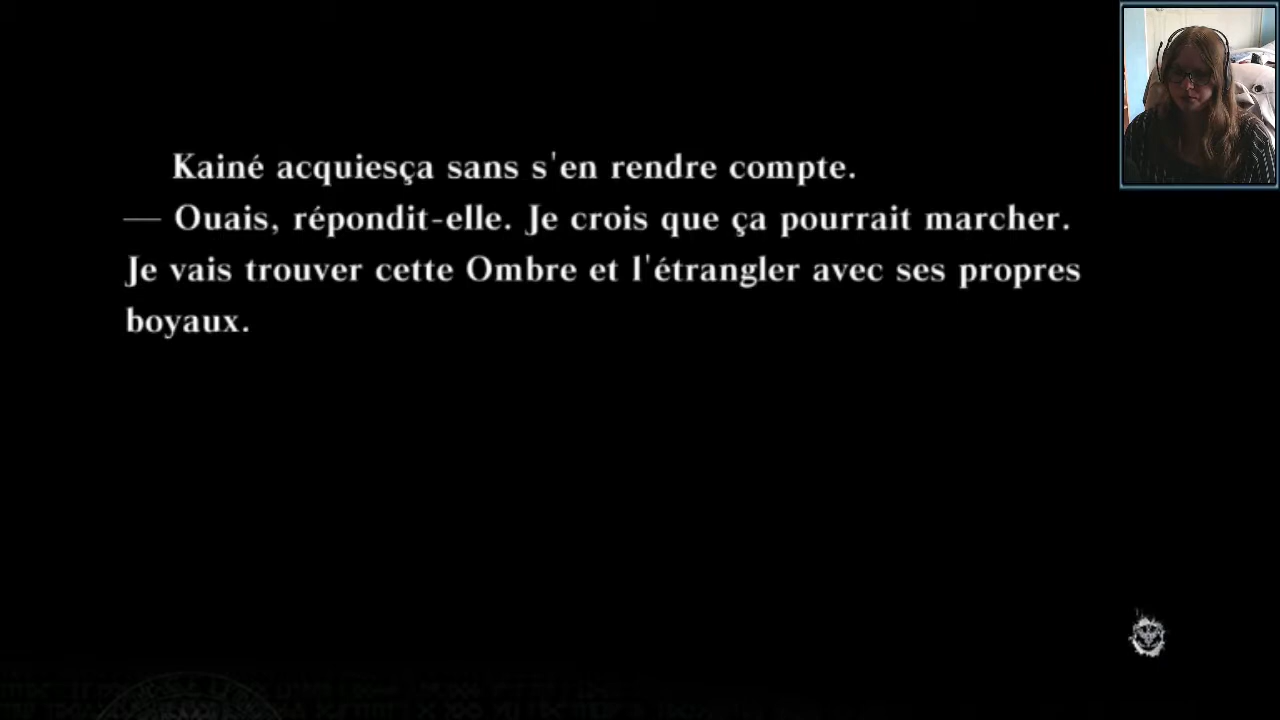 Kainé acquiesça sans s'en rendre compte.
— Ouais, répondit-elle. Je crois que ça pourrait marcher.
Je vais trouver cette Ombre et l'étrangler avec ses propres
boyaux.